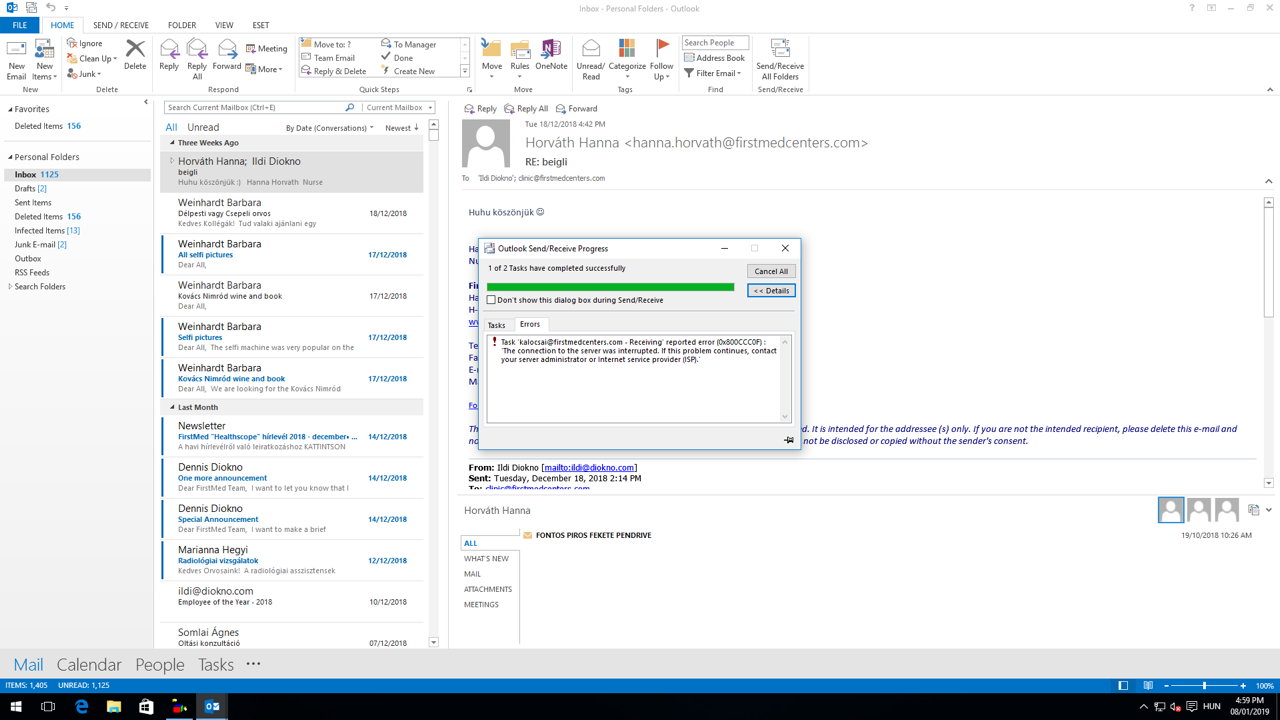 Inbox - Personal Folders - Outlook
FILE HOME SEND / RECEIVE FOLDER VIEW ESET
New Email
New Items
New
Ignore
Clean Up
Junk
Delete
Delete
Reply
Reply All
Forward
Meeting
More
Respond
Move to: ?
Team Email
Reply & Delete
To Manager
Done
Create New
Quick Steps
Move
Rules
OneNote
Move
Unread/ Read
Categorize
Follow Up
Tags
Search People
Address Book
Filter Email
Find
Send/Receive All Folders
Send/Receive
Favorites
Deleted Items 156
Personal Folders
Inbox 1125
Drafts [2]
Sent Items
Deleted Items 156
Infected Items [13]
Junk E-mail [2]
Outbox
RSS Feeds
Search Folders
Search Current Mailbox (Ctrl+E)
Current Mailbox
All Unread
By Date (Conversations) Newest
Three Weeks Ago
Horváth Hanna; Ildi Diokno
beigli
Huhu köszönjük :) Hanna Horvath Nurse
Weinhardt Barbara
Délpesti vagy Csepeli orvos 18/12/2018
Kedves Kollégák! Tud valaki ajánlani egy
Weinhardt Barbara
All selfi pictures 17/12/2018
Dear All,
Weinhardt Barbara
Kovács Nimród wine and book 17/12/2018
Dear All,
Weinhardt Barbara
Selfi pictures 17/12/2018
Dear All, The selfi machine was very popular on the
Weinhardt Barbara
Kovács Nimród wine and book 17/12/2018
Dear All, We are looking for the Kovács Nimród
Last Month
Newsletter
FirstMed "Healthscope" hírlevél 2018 - december• ... 14/12/2018
A havi hírlevélről való leiratkozáshoz KATTINTSON
Dennis Diokno
One more announcement 14/12/2018
Dear FirstMed Team, I want to let you know that I
Dennis Diokno
Special Announcement 14/12/2018
Dear FirstMed Team, I want to make a brief
Marianna Hegyi
Radiológiai vizsgálatok 12/12/2018
Kedves Orvosaink! A radiológiai asszisztensek
ildi@diokno.com
Employee of the Year - 2018 10/12/2018
Somlai Ágnes
Oltási konzultáció 07/12/2018
Reply Reply All Forward
Tue 18/12/2018 4:42 PM
Horváth Hanna <hanna.horvath@firstmedcenters.com>
RE: beigli
To 'Ildi Diokno'; clinic@firstmedcenters.com
Huhu köszönjük ☺
Outlook Send/Receive Progress
1 of 2 Tasks have completed successfully
Cancel All
<< Details
Don't show this dialog box during Send/Receive
Tasks Errors
Task 'kalocsai@firstmedcenters.com - Receiving' reported error (0x800CCC0F) :
'The connection to the server was interrupted. If this problem continues, contact
your server administrator or Internet service provider (ISP).'
d. It is intended for the addressee (s) only. If you are not the intended recipient, please delete this e-mail and
not be disclosed or copied without the sender's consent.
From: Ildi Diokno [mailto:ildi@diokno.com]
Sent: Tuesday, December 18, 2018 2:14 PM
To: clinic@firstmedcenters.com
Horváth Hanna
ALL
WHAT'S NEW
MAIL
ATTACHMENTS
MEETINGS
FONTOS PIROS FEKETE PENDRIVE 19/10/2018 10:26 AM
Mail Calendar People Tasks •••
ITEMS: 1,405 UNREAD: 1,125
100%
HUN
4:59 PM
08/01/2019